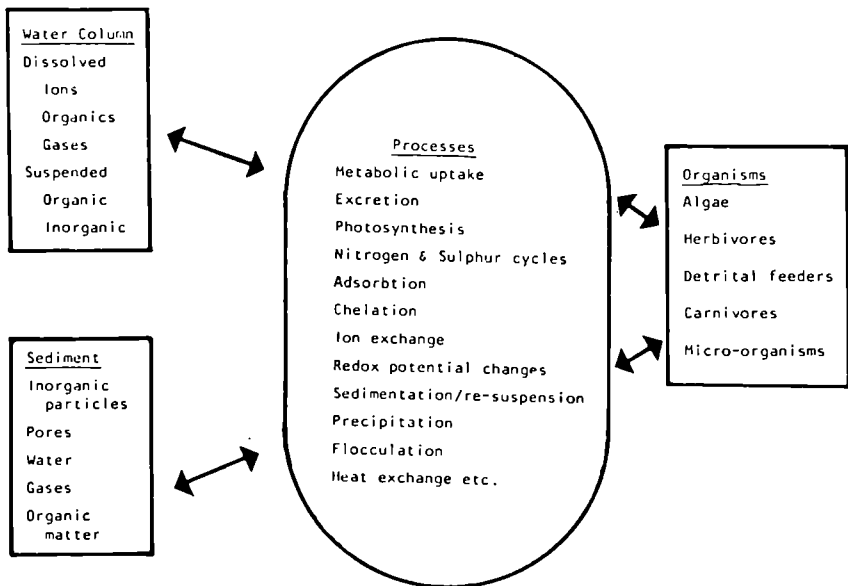 Water Column
Dissolved
Ions
Organics
Gases
Suspended
Organic
Inorganic
Sediment
Inorganic
particles
Pores
Water
Gases
Organic
matter
Processes
Metabolic uptake
Excretion
Photosynthesis
Nitrogen & Sulphur cycles
Adsorbtion
Chelation
Ion exchange
Redox potential changes
Sedimentation/re-suspension
Precipitation
Flocculation
Heat exchange etc.
Organisms
Algae
Herbivores
Detrital feeders
Carnivores
Micro-organisms